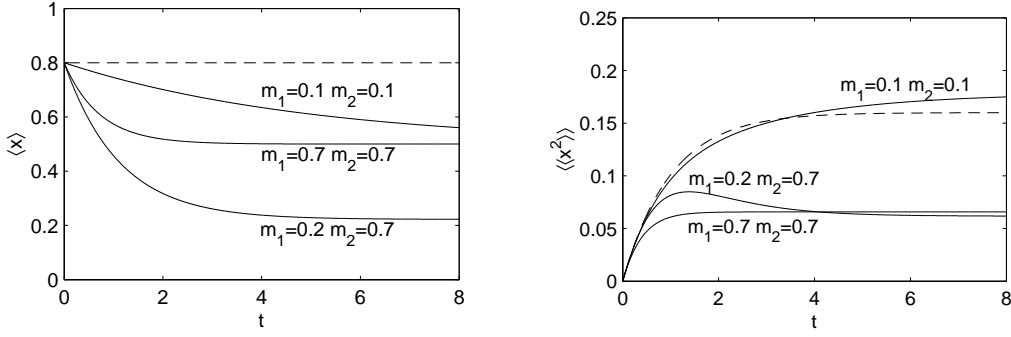 1
0.8
0.6
0.4
0.2
0
⟨x⟩
m₁=0.1 m₂=0.1
m₁=0.7 m₂=0.7
m₁=0.2 m₂=0.7
0 2 4 6 8
t
0.25
0.2
0.15
0.1
0.05
0
⟨⟨x²⟩⟩
m₁=0.1 m₂=0.1
m₁=0.2 m₂=0.7
m₁=0.7 m₂=0.7
0 2 4 6 8
t